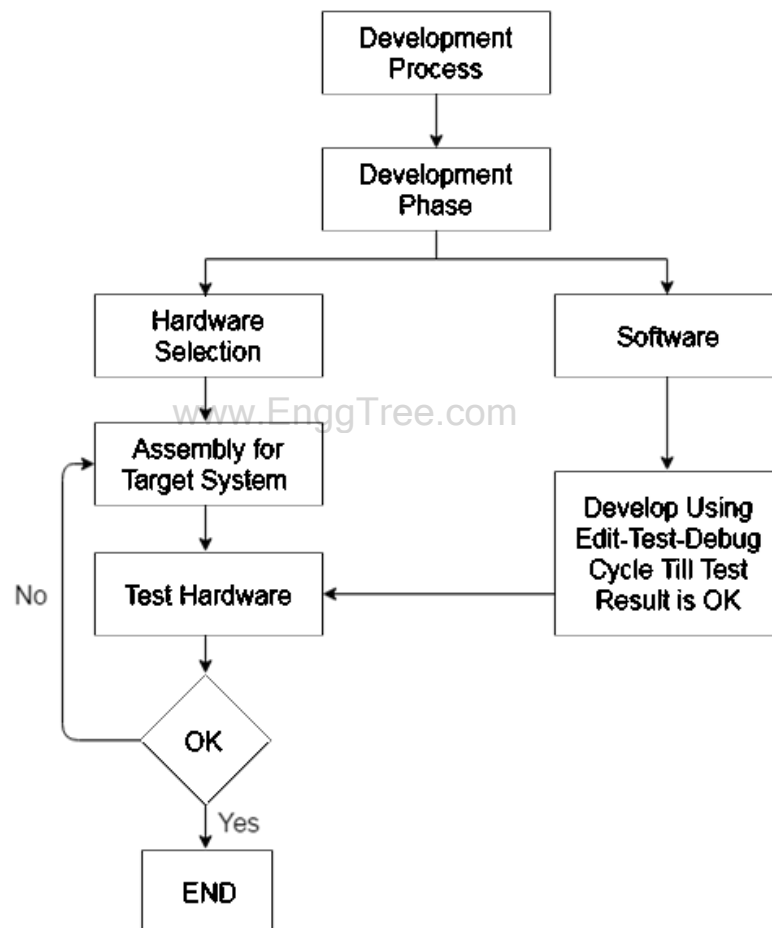 Development
Process
Development
Phase
Hardware
Selection
Software
www.EnggTree.com
Assembly for
Target System
Develop Using
Edit-Test-Debug
Cycle Till Test
Result is OK
Test Hardware
No
OK
Yes
END